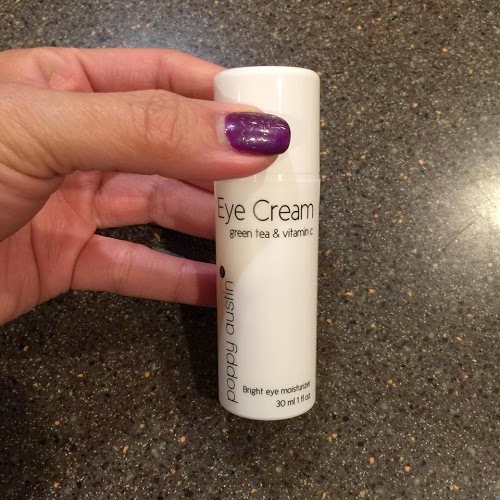 Eye Cream
green tea & vitamin c
poppy austin
Bright eye moisturizer
30 ml 1 fl oz